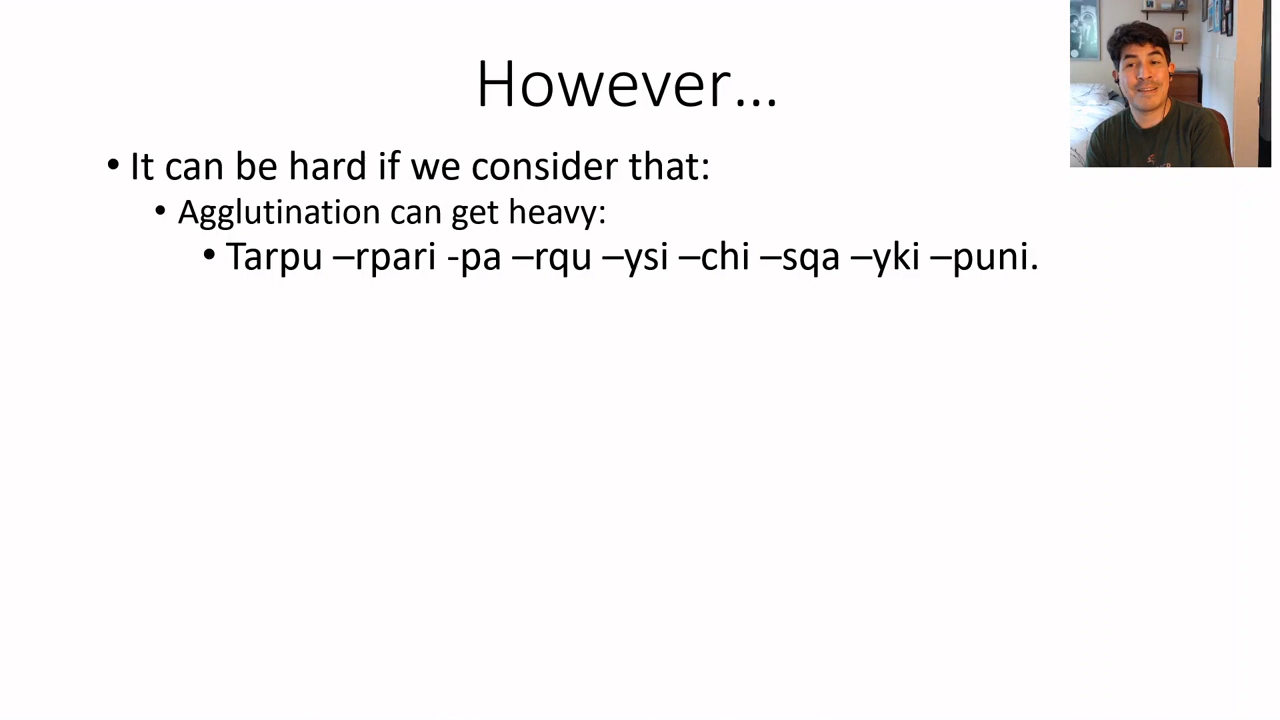 However...
• It can be hard if we consider that:
• Agglutination can get heavy:
• Tarpu –rpari -pa –rqu –ysi –chi –sqa –yki –puni.